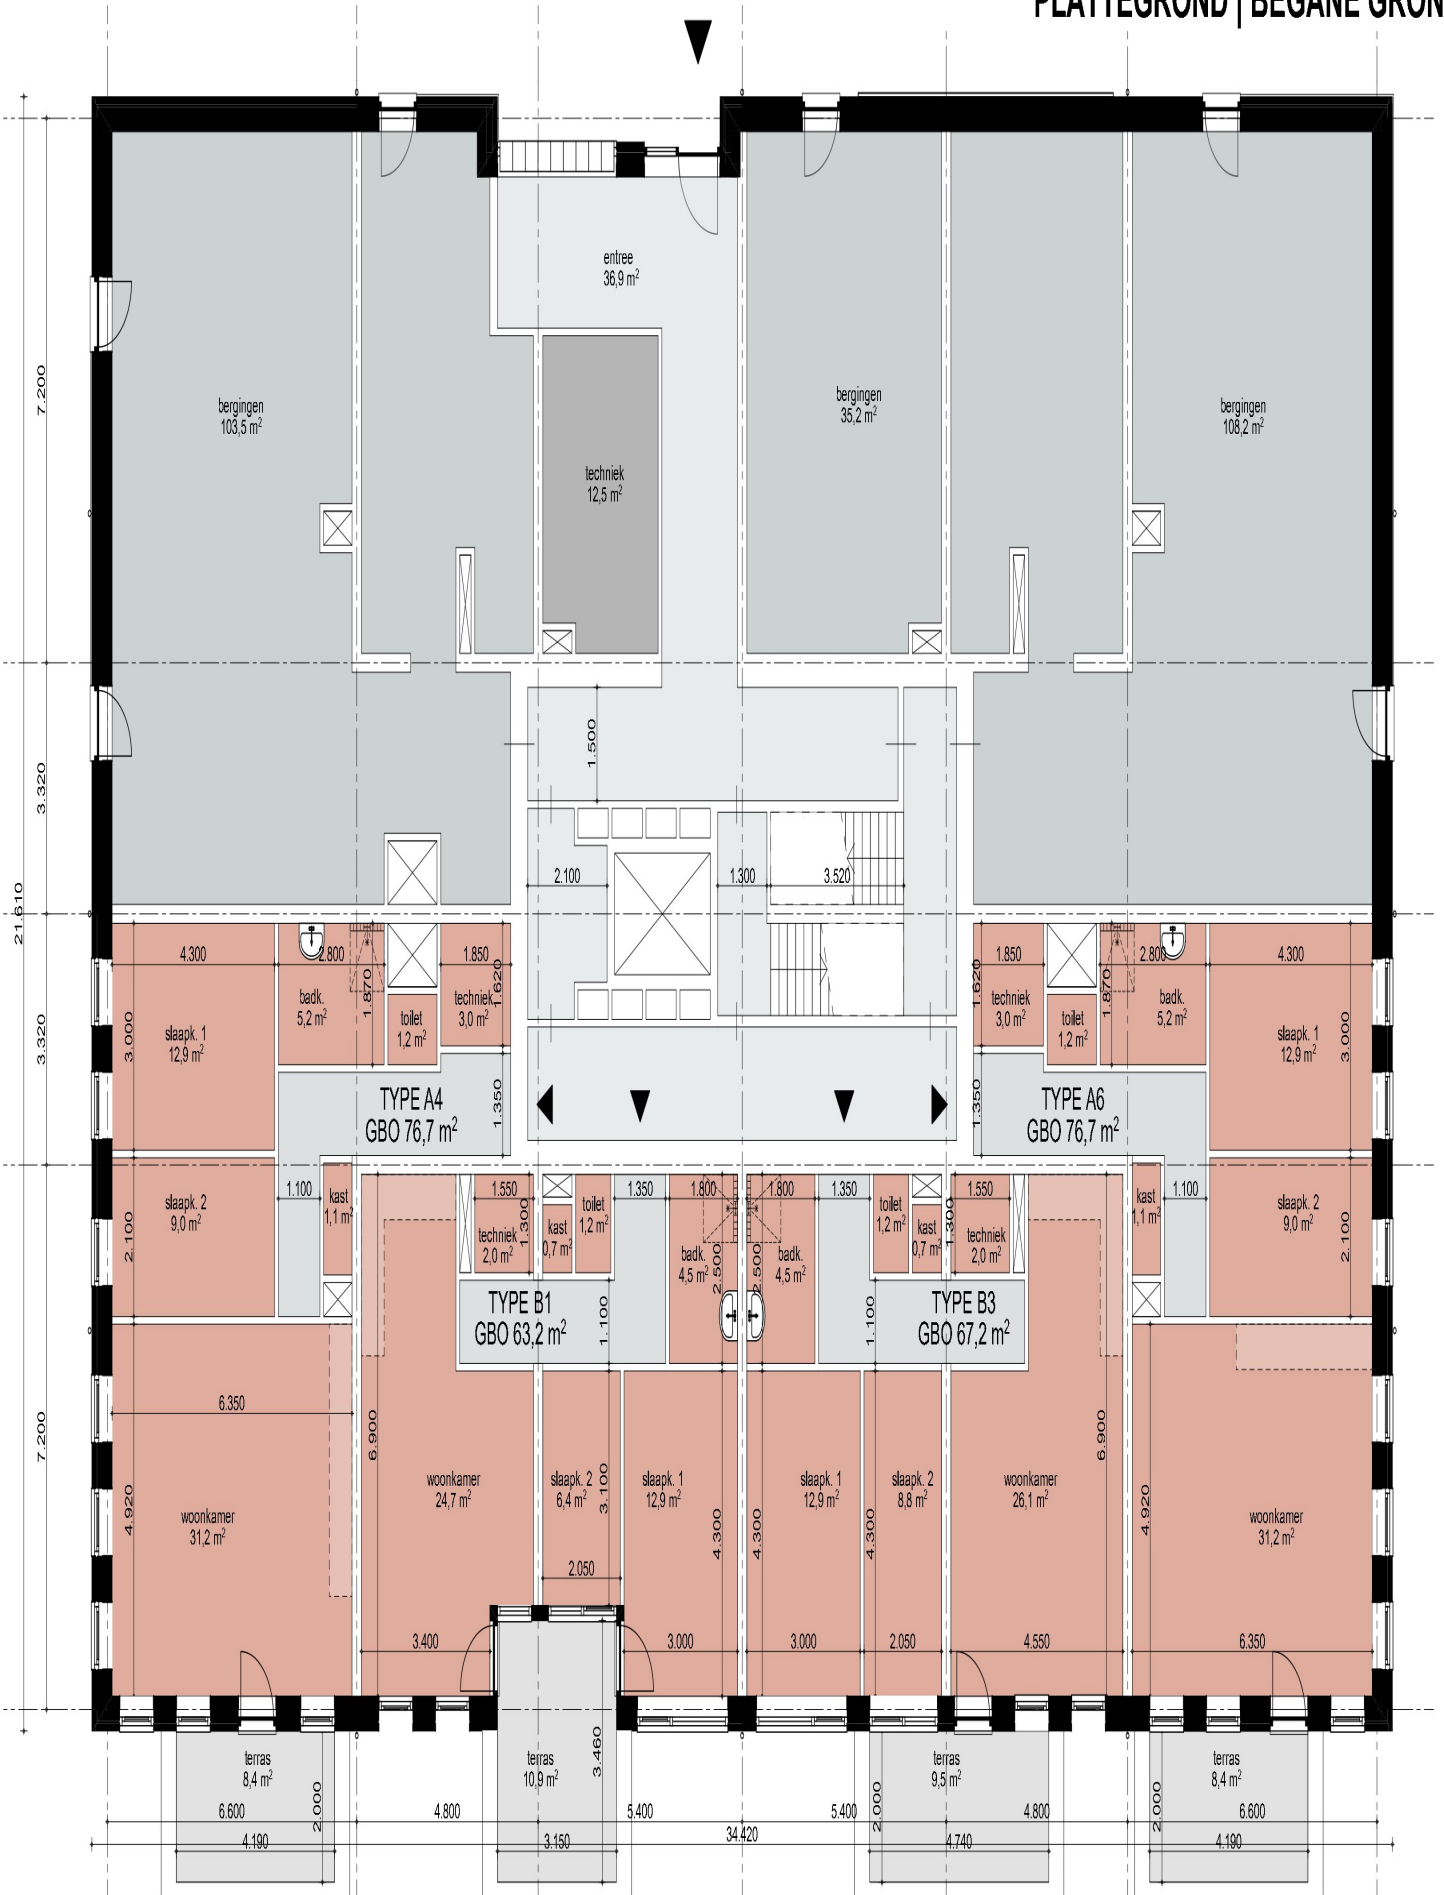 PLATTEGROND | BEGANE GRON
entree
36,9 m²
bergingen
103,5 m²
bergingen
35,2 m²
bergingen
108,2 m²
techniek
12,5 m²
7.200
3.320
21.610
3.320
7.200
1.500
2.100
1.300
3.520
4.300
2.800
1.850
1.870
1.620
badk.
5,2 m²
techniek
3,0 m²
toilet
1,2 m²
slaapk. 1
12,9 m²
3.000
TYPE A4
GBO 76,7 m²
1.350
slaapk. 2
9,0 m²
2.100
1.100
kast
1,1 m²
6.350
4.920
woonkamer
31,2 m²
1.850
2.800
4.300
1.620
1.870
techniek
3,0 m²
toilet
1,2 m²
badk.
5,2 m²
slaapk. 1
12,9 m²
3.000
TYPE A6
GBO 76,7 m²
1.350
kast
1,1 m²
1.100
slaapk. 2
9,0 m²
2.100
4.920
woonkamer
31,2 m²
6.350
1.550
1.300
techniek
2,0 m²
kast
0,7 m²
toilet
1,2 m²
1.350
1.800
badk.
4,5 m²
2.500
TYPE B1
GBO 63,2 m²
1.100
6.900
woonkamer
24,7 m²
slaapk. 2
6,4 m²
3.100
2.050
slaapk. 1
12,9 m²
4.300
3.400
3.000
1.800
1.350
1.550
2.500
badk.
4,5 m²
toilet
1,2 m²
kast
0,7 m²
1.300
techniek
2,0 m²
TYPE B3
GBO 67,2 m²
1.100
4.300
slaapk. 1
12,9 m²
4.300
slaapk. 2
8,8 m²
woonkamer
26,1 m²
6.900
3.000
2.050
4.550
terras
8,4 m²
2.000
terras
10,9 m²
3.460
terras
9,5 m²
2.000
terras
8,4 m²
2.000
6.600
4.800
5.400
5.400
4.800
6.600
34.420
4.190
3.150
4.740
4.190